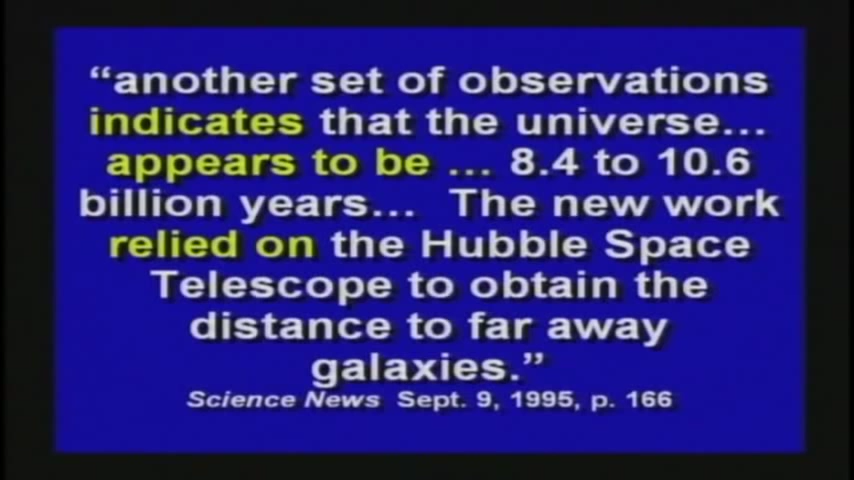 “another set of observations
indicates that the universe...
appears to be ... 8.4 to 10.6
billion years... The new work
relied on the Hubble Space
Telescope to obtain the
distance to far away
galaxies.”
Science News Sept. 9, 1995, p. 166